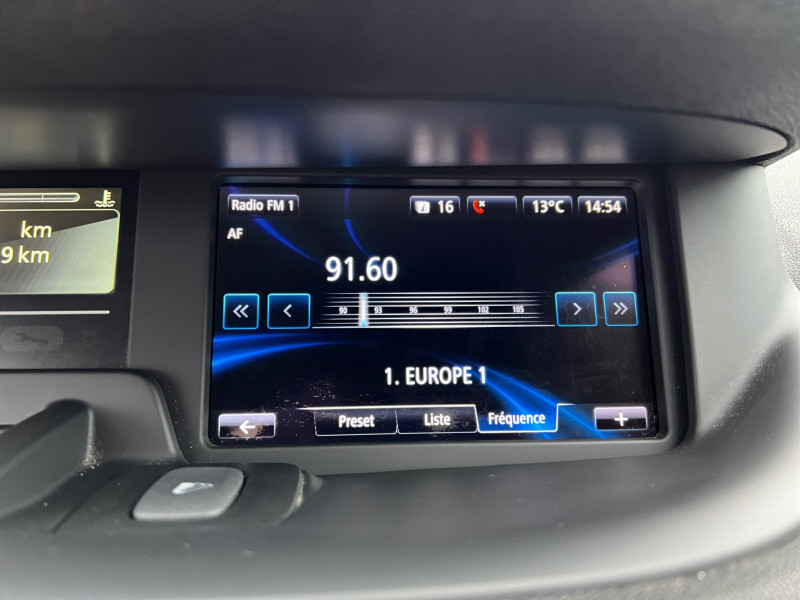 Radio FM 1
16
13°C
14:54
AF
km
9 km
91.60
90 93 96 99 102 105
1. EUROPE 1
Preset
Liste
Fréquence
+